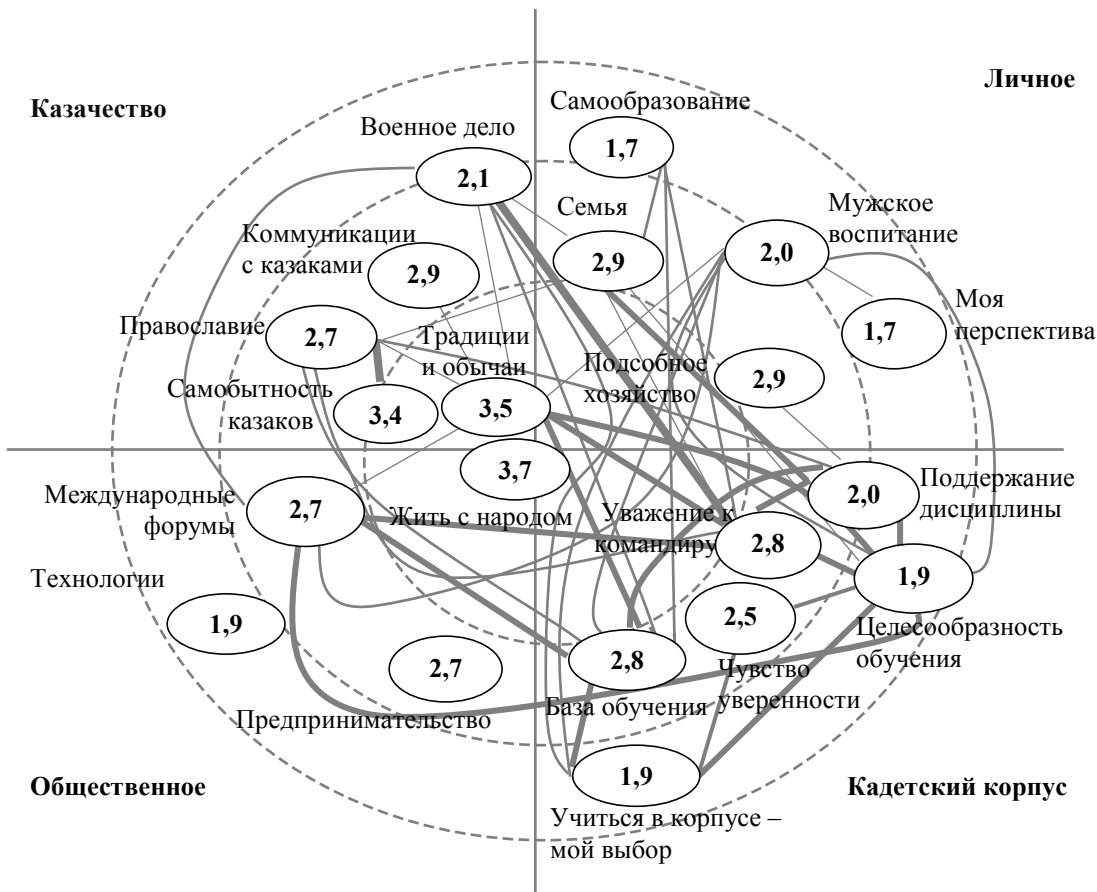 Личное
Казачество
Самообразование
1,7
Военное дело
2,1
Семья
2,9
Мужское
воспитание
2,0
Коммуникации
с казаками
2,9
Моя
перспектива
1,7
Православие
2,7
Традиции
и обычаи
3,5
Подсобное
хозяйство
2,9
Самобытность
казаков
3,4
3,7
Жить с народом
Международные
форумы
2,7
Уважение к
командиру
2,8
Поддержание
дисциплины
2,0
Технологии
1,9
1,9
Целесообразность
обучения
2,5
Чувство
уверенности
2,7
Предпринимательство
2,8
База обучения
Общественное
Кадетский корпус
1,9
Учиться в корпусе –
мой выбор